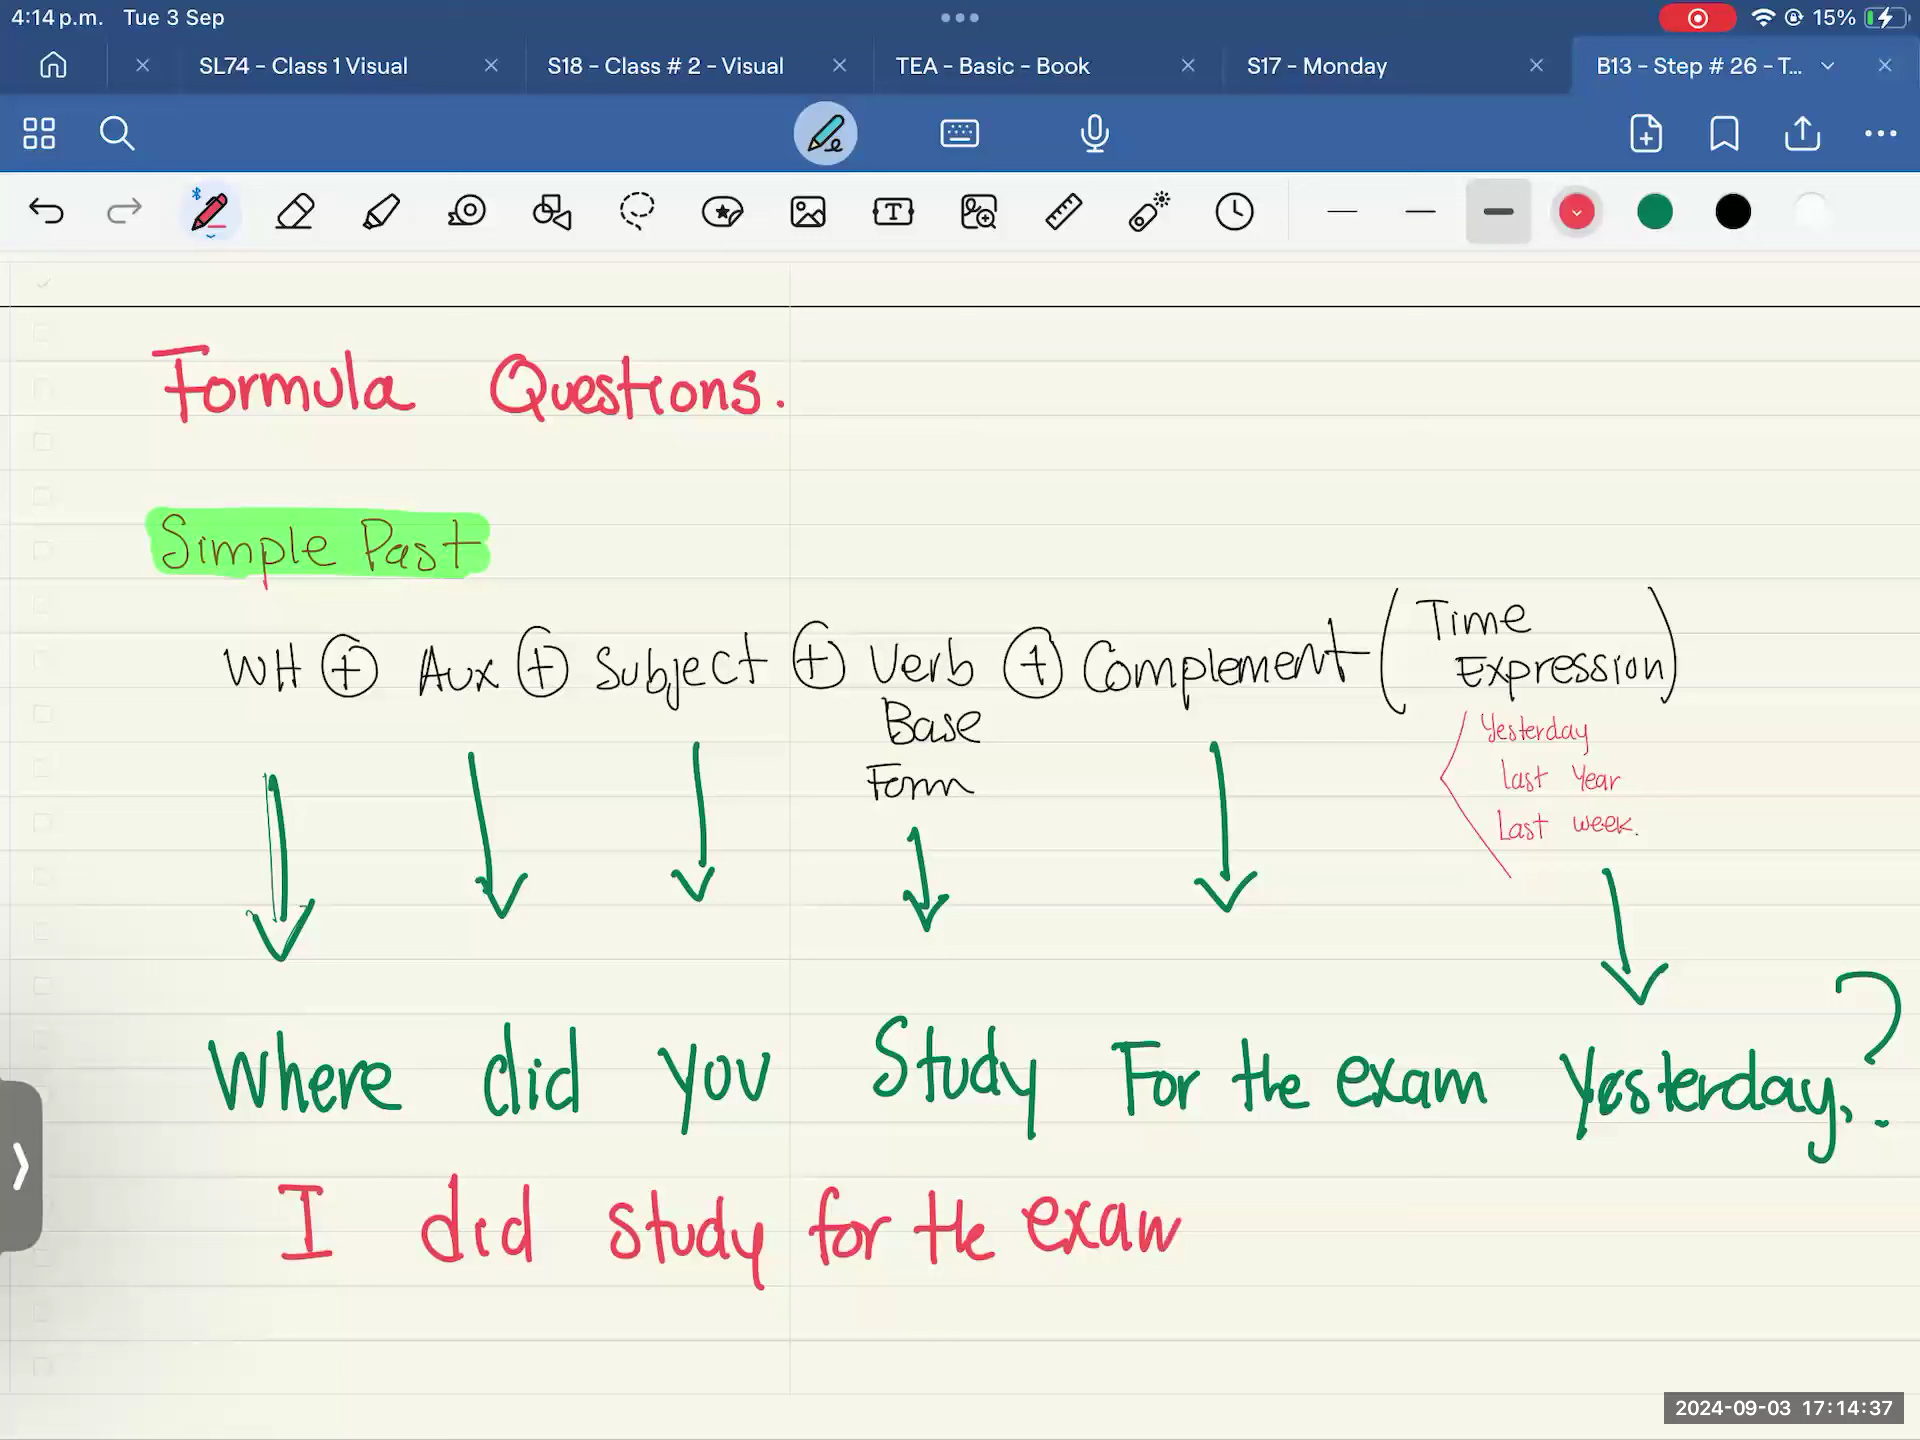 4:14 p.m. Tue 3 Sep 15%
SL74 - Class 1 Visual S18 - Class # 2 - Visual TEA - Basic - Book S17 - Monday B13 - Step # 26 - T...
Formula Questions.
Simple Past
WH + Aux + Subject + Verb + Complement (Time
Expression)
Base
Form
Yesterday
last Year
Last week.
Where did you Study For the exam Yesterday?
I did study for the exam
2024-09-03 17:14:37